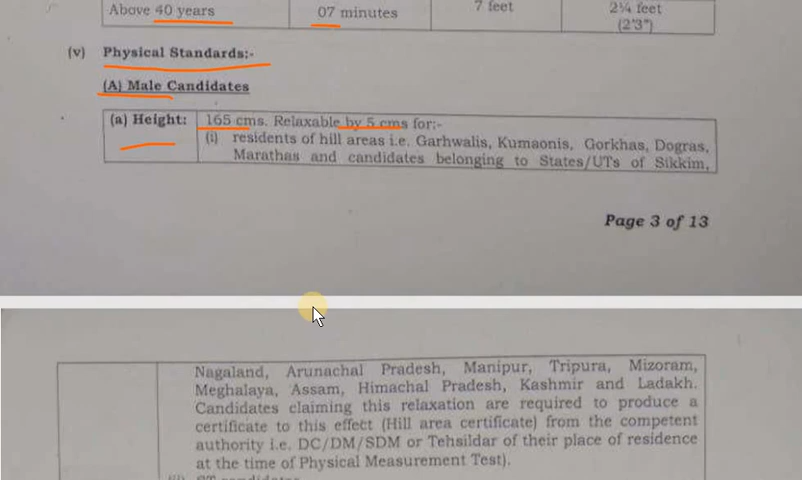 Above 40 years 07 minutes 7 feet 2¼ feet
(2'3")
(v) Physical Standards:-
(A) Male Candidates
(a) Height: 165 cms. Relaxable by 5 cms for:-
(i) residents of hill areas i.e. Garhwalis, Kumaonis, Gorkhas, Dogras,
Marathas and candidates belonging to States/UTs of Sikkim,
Page 3 of 13
Nagaland, Arunachal Pradesh, Manipur, Tripura, Mizoram,
Meghalaya, Assam, Himachal Pradesh, Kashmir and Ladakh.
Candidates claiming this relaxation are required to produce a
certificate to this effect (Hill area certificate) from the competent
authority i.e. DC/DM/SDM or Tehsildar of their place of residence
at the time of Physical Measurement Test).